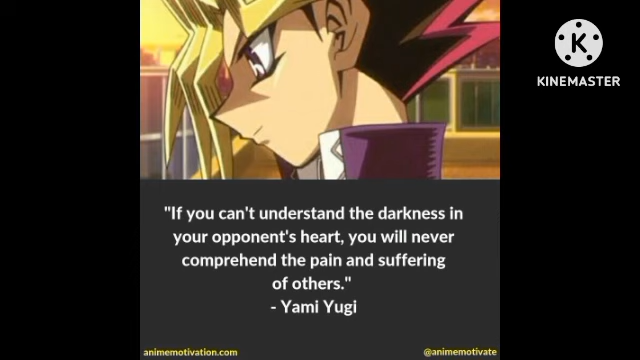 KINEMASTER
"If you can't understand the darkness in
your opponent's heart, you will never
comprehend the pain and suffering
of others."
- Yami Yugi
animemotivation.com
@animemotivate